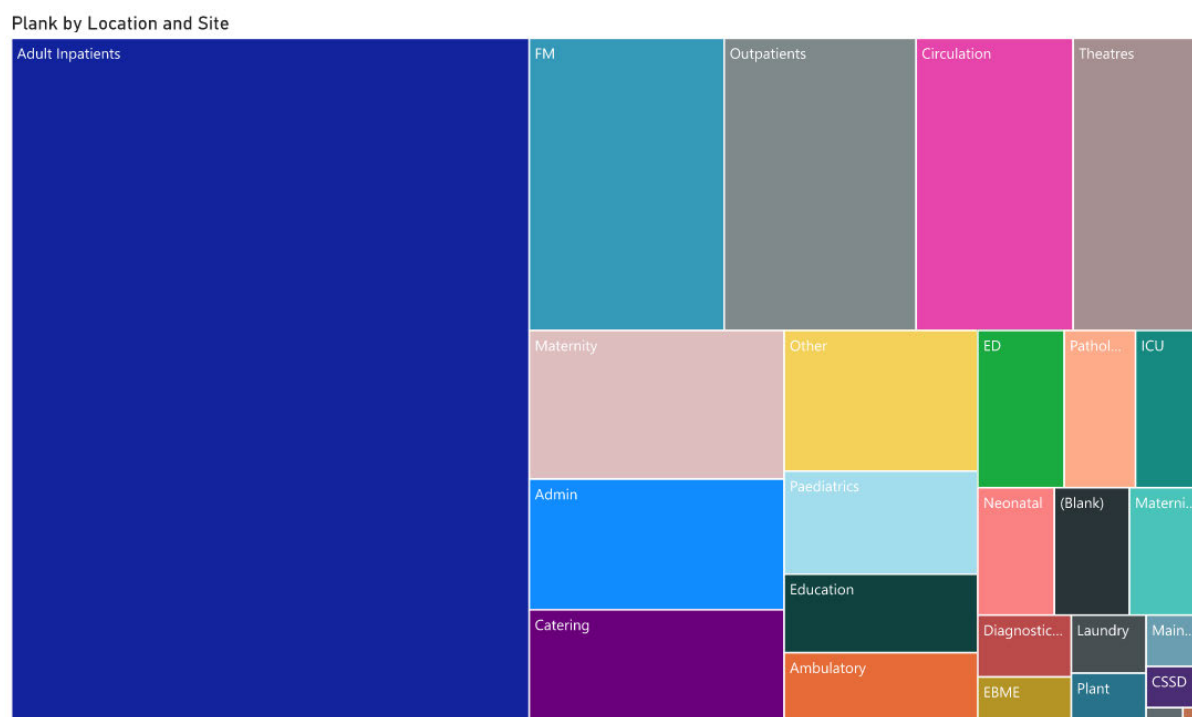 Plank by Location and Site
Adult Inpatients
FM
Outpatients
Circulation
Theatres
Maternity
Other
ED
Pathol...
ICU
Admin
Paediatrics
Neonatal
(Blank)
Materni...
Education
Catering
Diagnostic...
Laundry
Main...
Ambulatory
EBME
Plant
CSSD